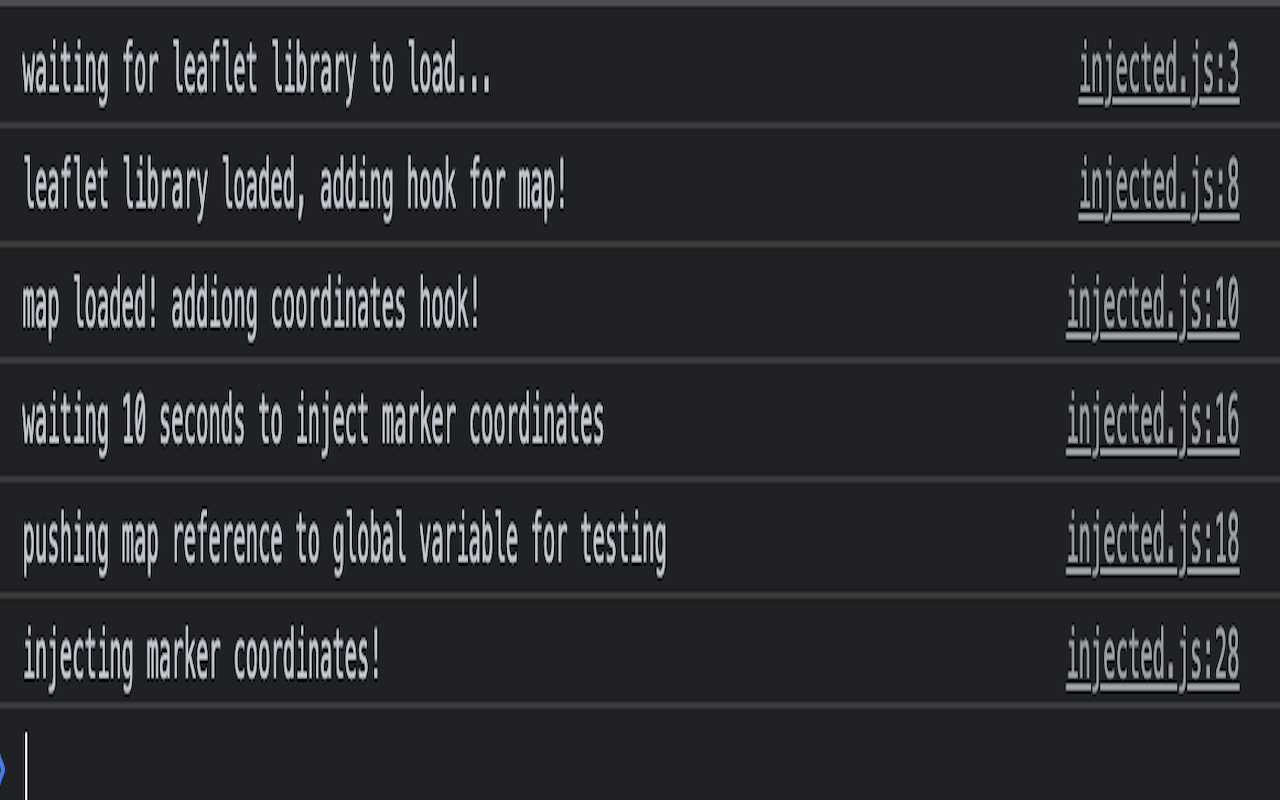 waiting for leaflet library to load... injected.js:3
leaflet library loaded, adding hook for map! injected.js:8
map loaded! addiong coordinates hook! injected.js:10
waiting 10 seconds to inject marker coordinates injected.js:16
pushing map reference to global variable for testing injected.js:18
injecting marker coordinates! injected.js:28